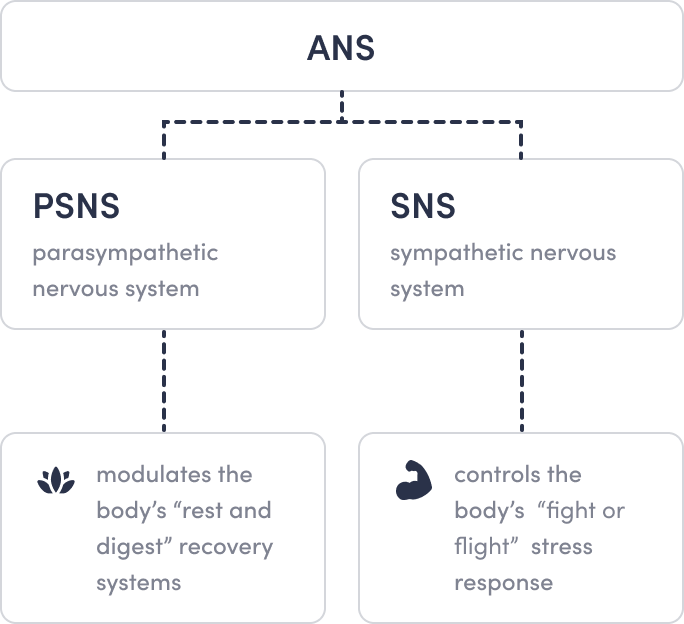 ANS
PSNS
parasympathetic
nervous system
SNS
sympathetic nervous
system
modulates the
body’s “rest and
digest” recovery
systems
controls the
body’s “fight or
flight” stress
response